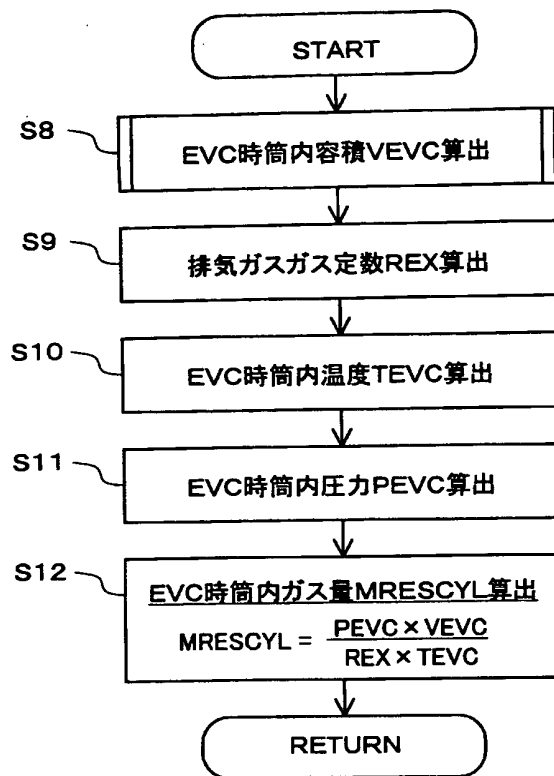 START
S8
EVC時筒内容積VEVC算出
S9
排気ガスガス定数REX算出
S10
EVC時筒内温度TEVC算出
S11
EVC時筒内圧力PEVC算出
S12
EVC時筒内ガス量MRESCYL算出
MRESCYL = PEVC × VEVC
REX × TEVC
RETURN